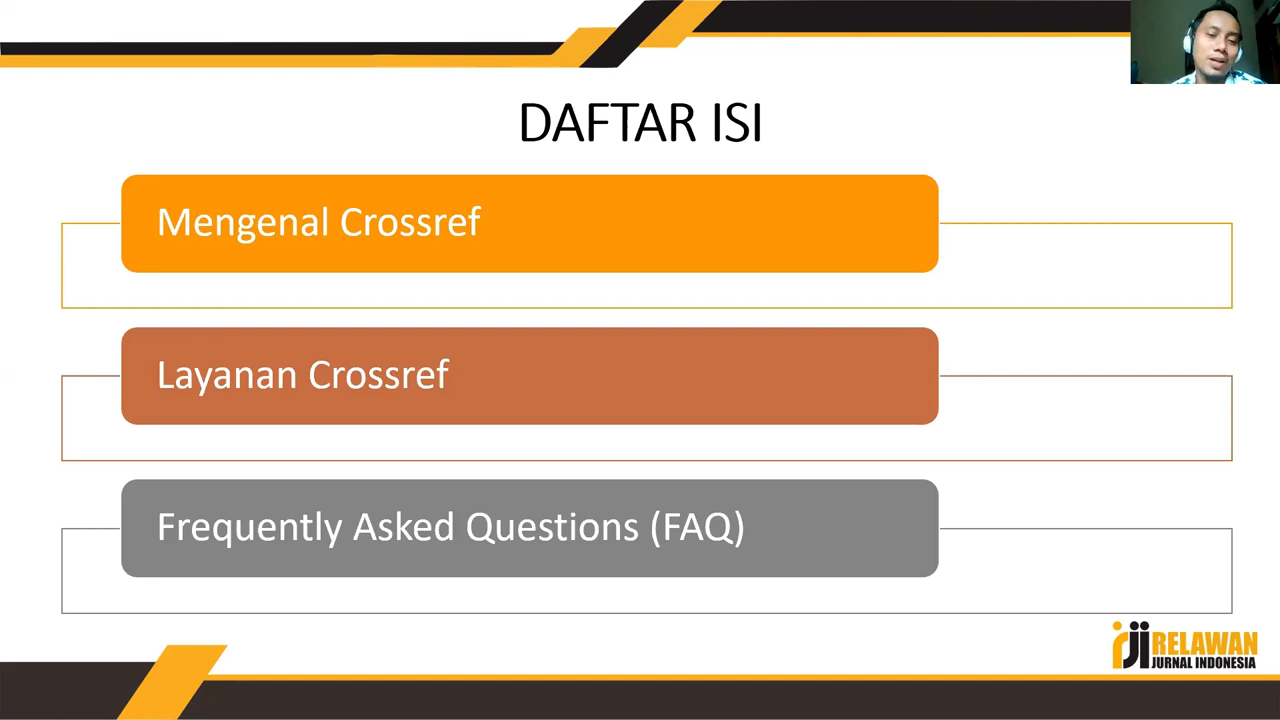 DAFTAR ISI
Mengenal Crossref
Layanan Crossref
Frequently Asked Questions (FAQ)
RELAWAN
JURNAL INDONESIA